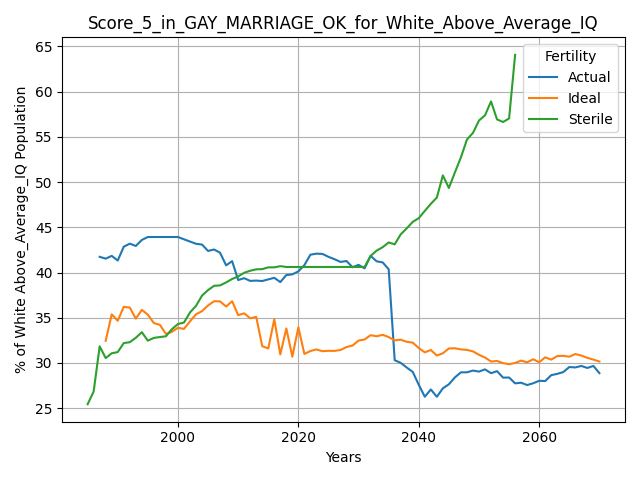 Score_5_in_GAY_MARRIAGE_OK_for_White_Above_Average_IQ
% of White Above_Average_IQ Population
65
60
55
50
45
40
35
30
25
2000
2020
2040
2060
Years
Fertility
Actual
Ideal
Sterile